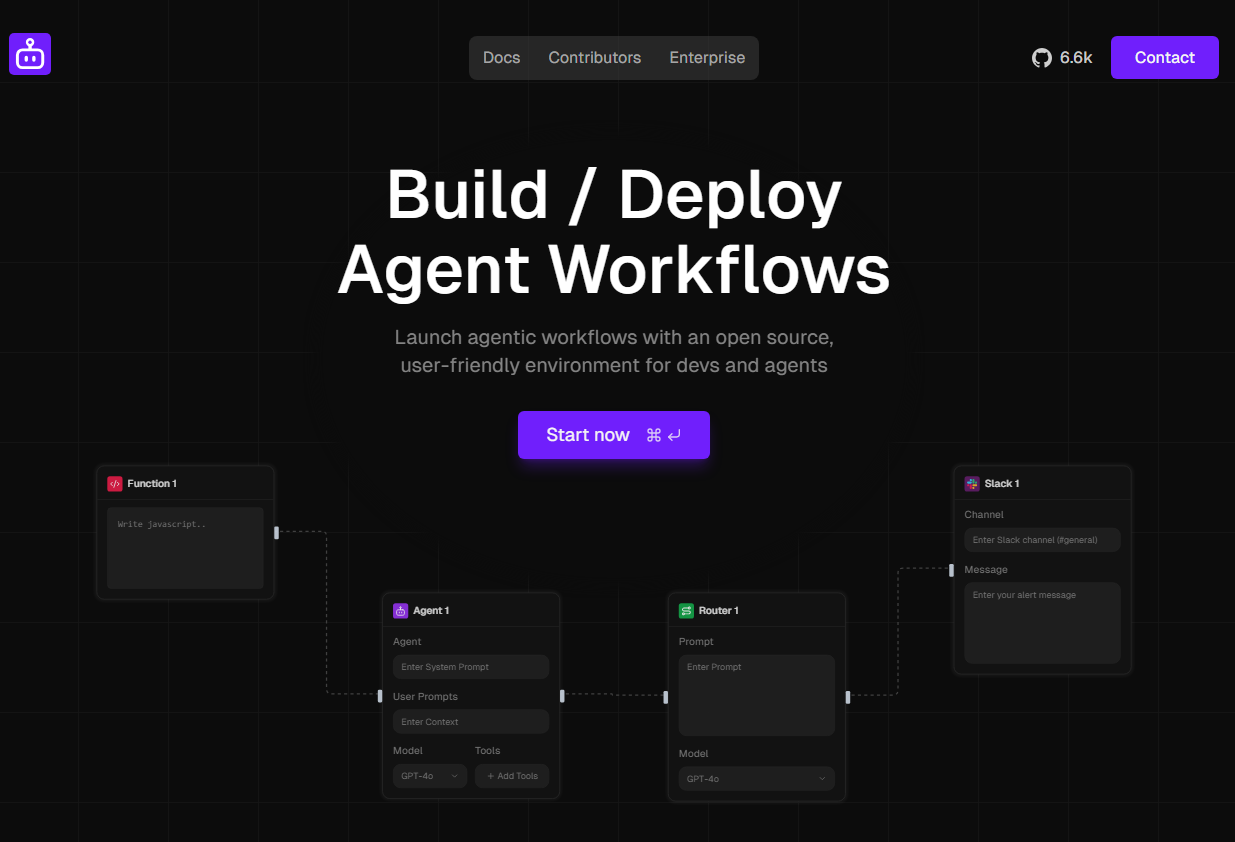 Docs Contributors Enterprise
6.6k
Contact
Build / Deploy
Agent Workflows
Launch agentic workflows with an open source,
user-friendly environment for devs and agents
Start now ⌘ ↵
</> Function 1
Write javascript..
Agent 1
Agent
Enter System Prompt
User Prompts
Enter Context
Model Tools
GPT-4o + Add Tools
Router 1
Prompt
Enter Prompt
Model
GPT-4o
Slack 1
Channel
Enter Slack channel (#general)
Message
Enter your alert message